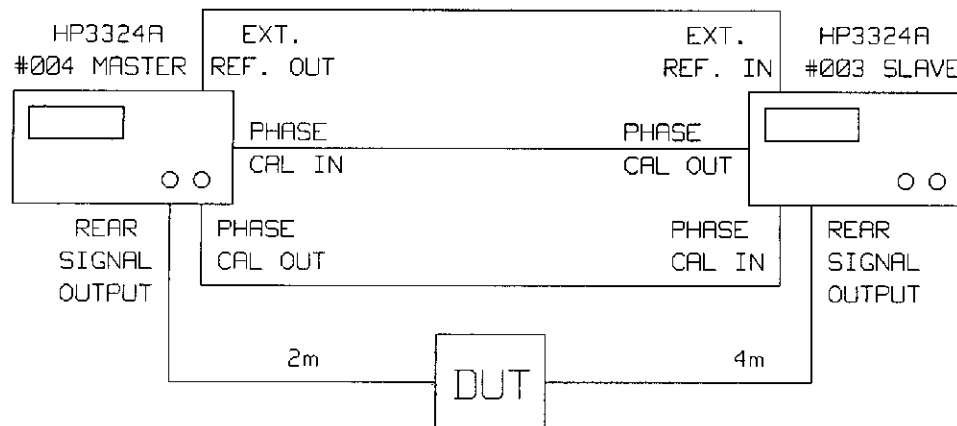 HP3324A
#004 MASTER
EXT.
REF. OUT
EXT.
REF. IN
HP3324A
#003 SLAVE
PHASE
CAL IN
PHASE
CAL OUT
REAR
SIGNAL
OUTPUT
PHASE
CAL OUT
PHASE
CAL IN
REAR
SIGNAL
OUTPUT
2m
DUT
4m